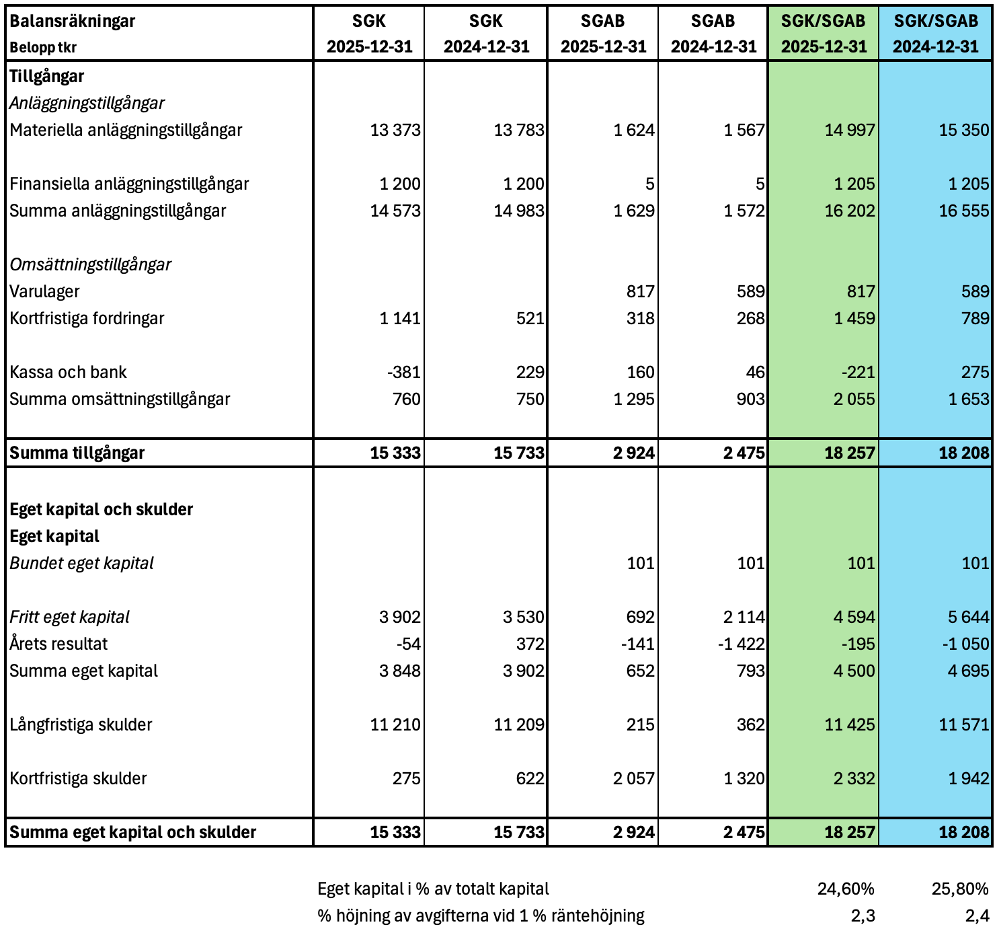 Balansräkningar SGK SGK SGAB SGAB SGK/SGAB SGK/SGAB
Belopp tkr 2025-12-31 2024-12-31 2025-12-31 2024-12-31 2025-12-31 2024-12-31
Tillgångar
Anläggningstillgångar
Materiella anläggningstillgångar 13 373 13 783 1 624 1 567 14 997 15 350
Finansiella anläggningstillgångar 1 200 1 200 5 5 1 205 1 205
Summa anläggningstillgångar 14 573 14 983 1 629 1 572 16 202 16 555
Omsättningstillgångar
Varulager 817 589 817 589
Kortfristiga fordringar 1 141 521 318 268 1 459 789
Kassa och bank -381 229 160 46 -221 275
Summa omsättningstillgångar 760 750 1 295 903 2 055 1 653
Summa tillgångar 15 333 15 733 2 924 2 475 18 257 18 208
Eget kapital och skulder
Eget kapital
Bundet eget kapital 101 101 101 101
Fritt eget kapital 3 902 3 530 692 2 114 4 594 5 644
Årets resultat -54 372 -141 -1 422 -195 -1 050
Summa eget kapital 3 848 3 902 652 793 4 500 4 695
Långfristiga skulder 11 210 11 209 215 362 11 425 11 571
Kortfristiga skulder 275 622 2 057 1 320 2 332 1 942
Summa eget kapital och skulder 15 333 15 733 2 924 2 475 18 257 18 208
Eget kapital i % av totalt kapital 24,60% 25,80%
% höjning av avgifterna vid 1 % räntehöjning 2,3 2,4